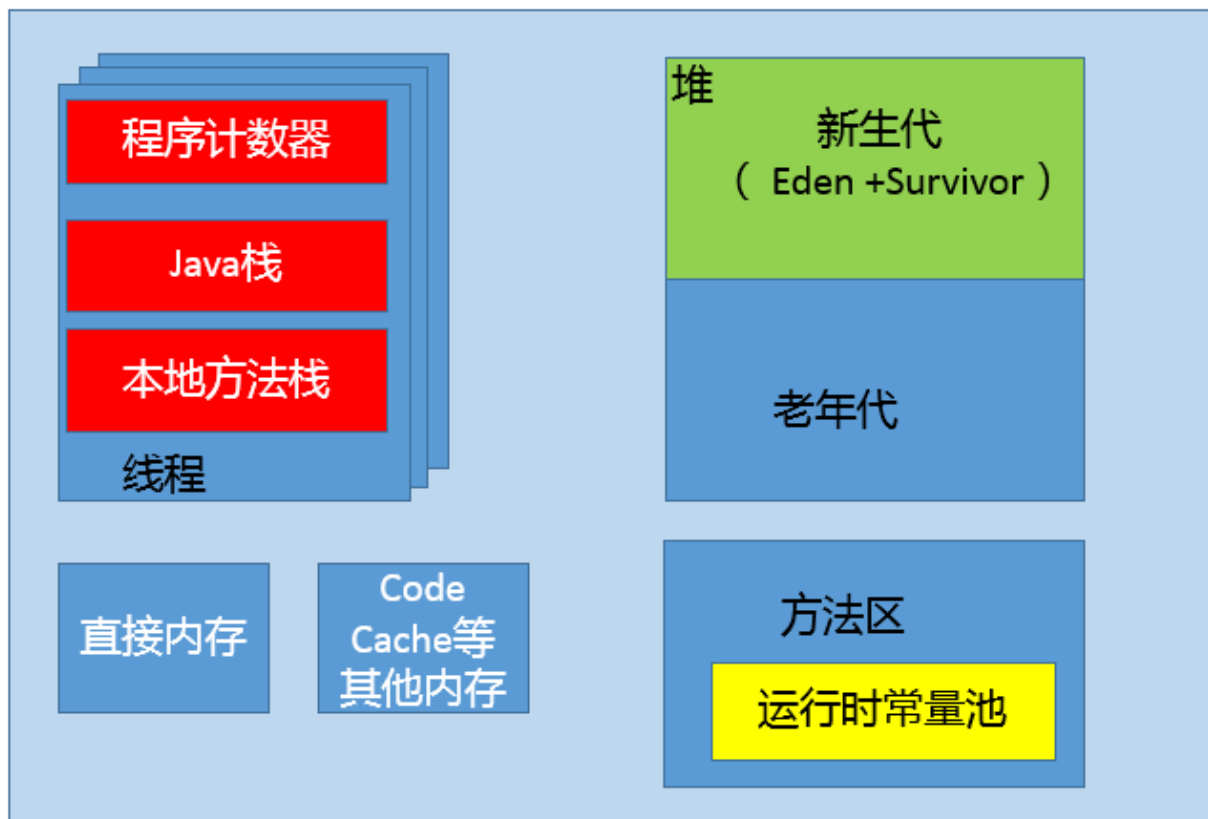 程序计数器
Java栈
本地方法栈
线程
堆
新生代
（ Eden +Survivor ）
老年代
直接内存
Code
Cache等
其他内存
方法区
运行时常量池